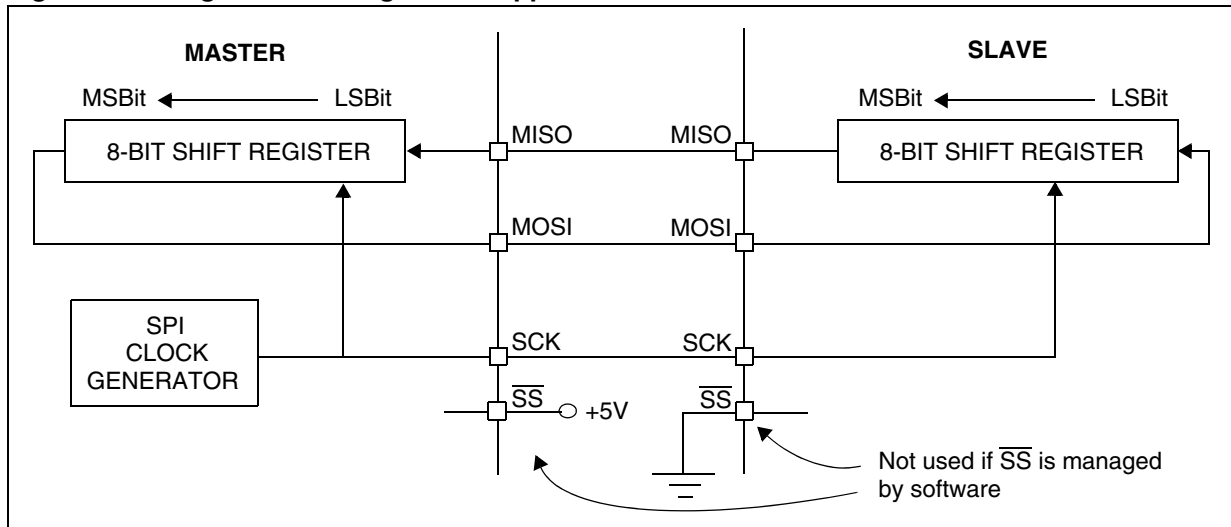 MASTER
SLAVE
MSBit
LSBit
MSBit
LSBit
8-BIT SHIFT REGISTER
MISO
MISO
8-BIT SHIFT REGISTER
MOSI
MOSI
SPI
CLOCK
GENERATOR
SCK
SCK
SS
+5V
SS
Not used if SS is managed
by software